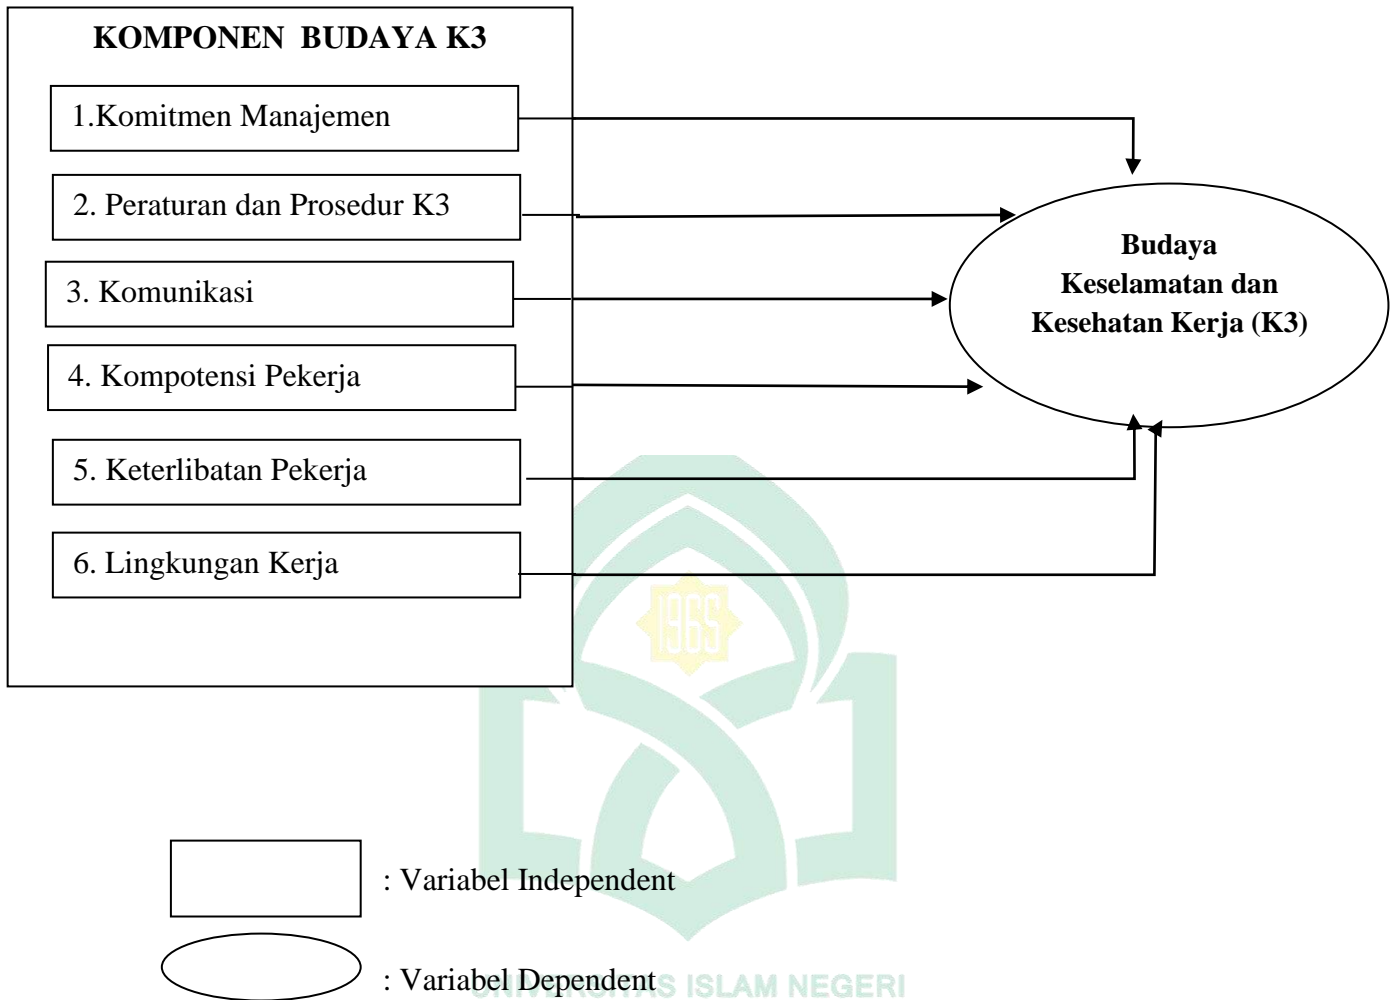 KOMPONEN BUDAYA K3
1.Komitmen Manajemen
2. Peraturan dan Prosedur K3
3. Komunikasi
4. Kompotensi Pekerja
5. Keterlibatan Pekerja
6. Lingkungan Kerja
Budaya
Keselamatan dan
Kesehatan Kerja (K3)
1965
: Variabel Independent
: Variabel Dependent
UNIVERSITAS ISLAM NEGERI